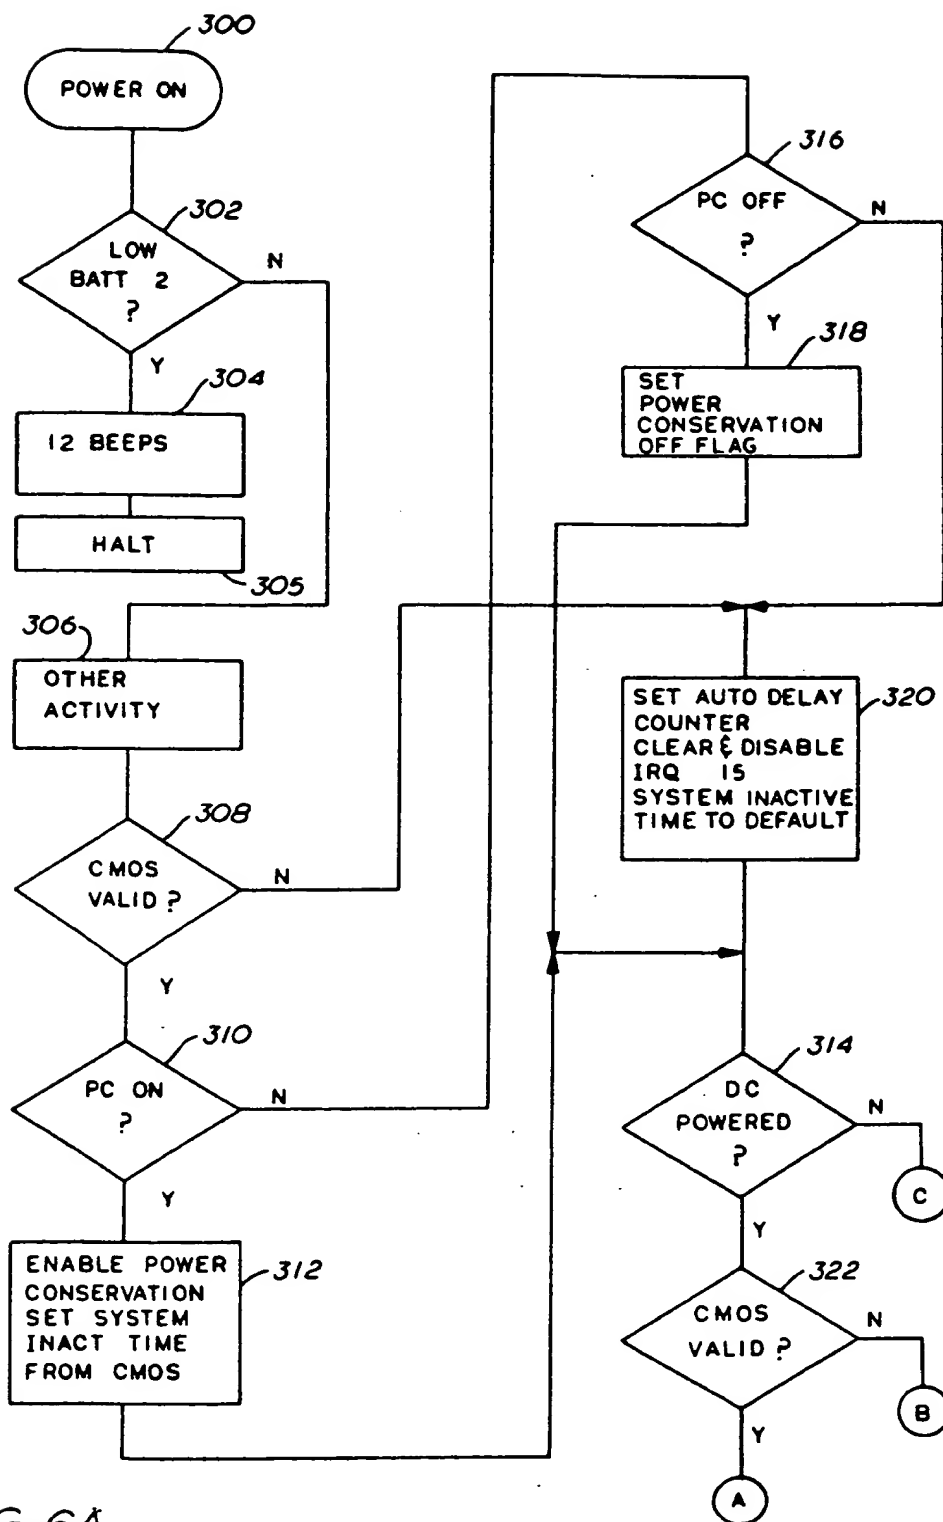 300
POWER ON
302
LOW
BATT 2
?
N
Y
304
12 BEEPS
HALT
305
306
OTHER
ACTIVITY
308
CMOS
VALID ?
N
Y
310
PC ON
?
N
Y
ENABLE POWER
CONSERVATION
SET SYSTEM
INACT TIME
FROM CMOS
312
316
PC OFF
?
N
Y
318
SET
POWER
CONSERVATION
OFF FLAG
SET AUTO DELAY
COUNTER
CLEAR & DISABLE
IRQ 15
SYSTEM INACTIVE
TIME TO DEFAULT
320
314
DC
POWERED
?
N
C
Y
322
CMOS
VALID ?
N
B
Y
A